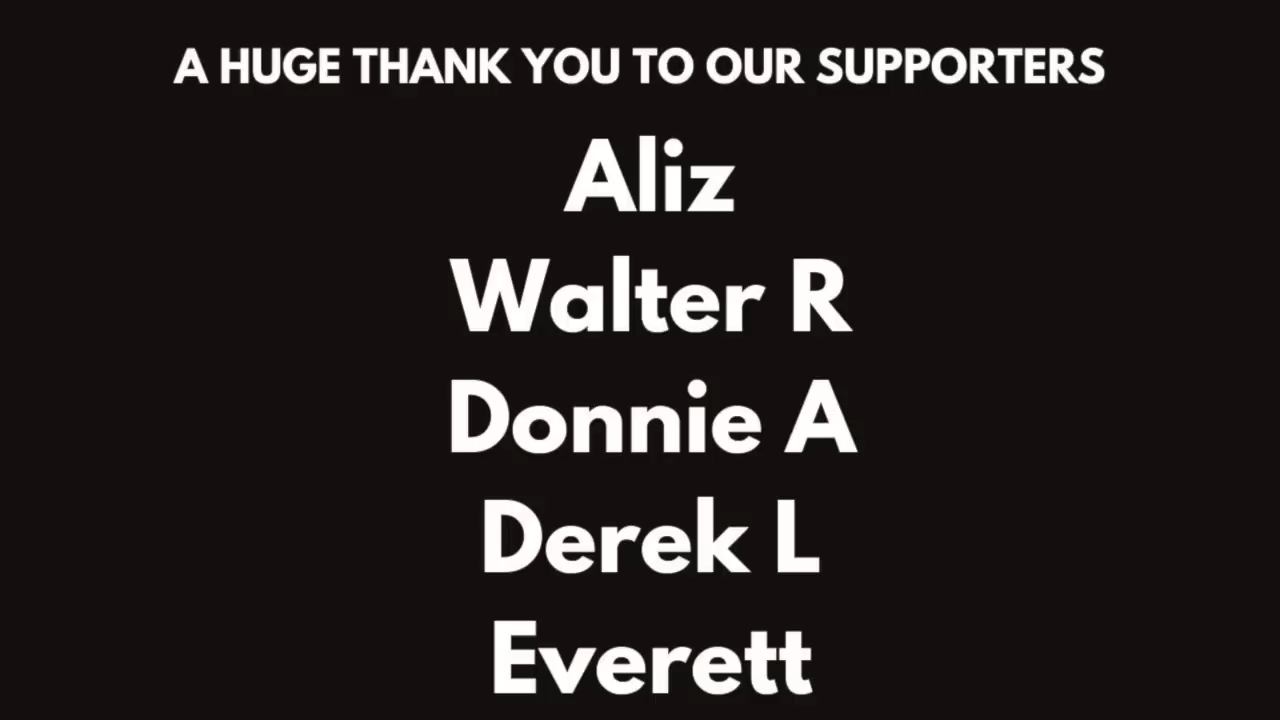 A HUGE THANK YOU TO OUR SUPPORTERS
Aliz
Walter R
Donnie A
Derek L
Everett